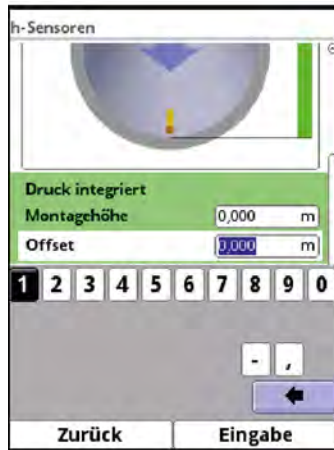 h-Sensoren
Druck integriert
Montagehöhe 0,000 m
Offset 0,000 m
1 2 3 4 5 6 7 8 9 0
- ,
Zurück Eingabe